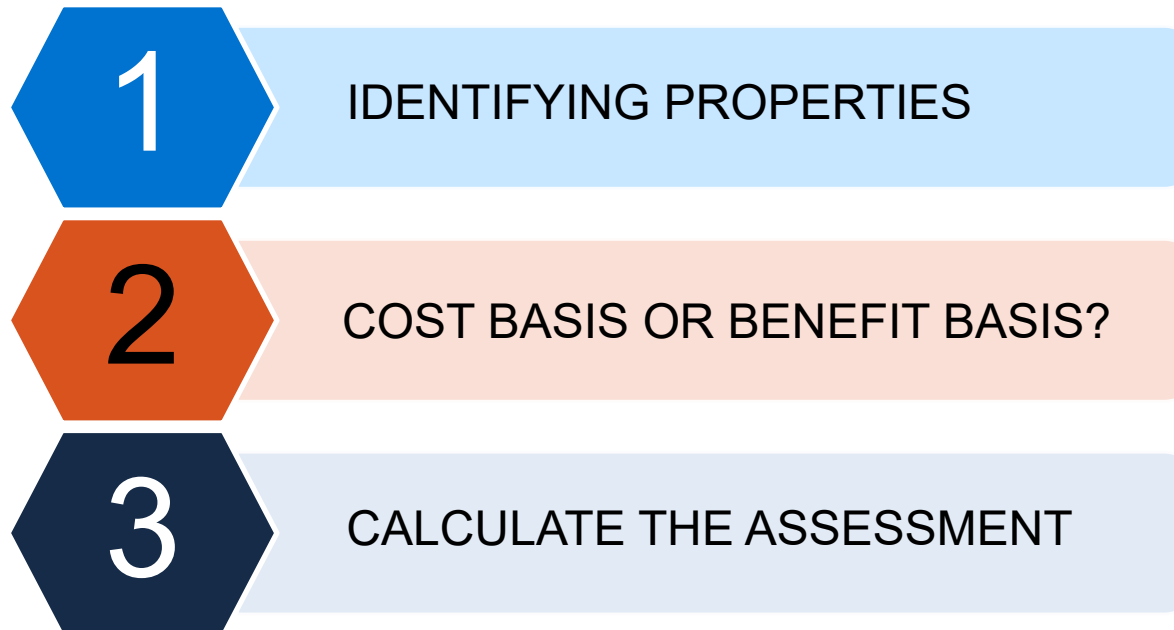 1
IDENTIFYING PROPERTIES
2
COST BASIS OR BENEFIT BASIS?
3
CALCULATE THE ASSESSMENT